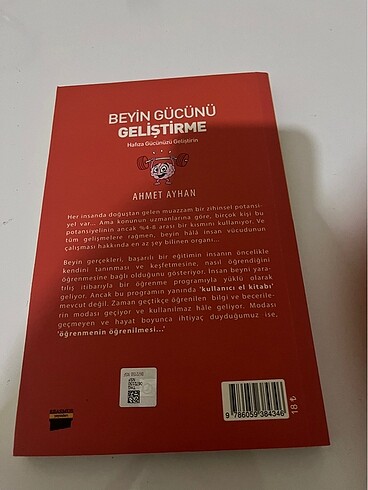 BEYİN GÜCÜNÜ
GELİŞTİRME
Hafıza Gücünüzü Geliştirin
AHMET AYHAN
Her insanda doğuştan gelen muazzam bir zihinsel potansi-
yel var... Ama konunun uzmanlarına göre, birçok kişi bu
potansiyelinin ancak %4-8 arası bir kısmını kullanıyor. Ve
tüm gelişmelere rağmen, beyin hâlâ insan vücudunun
çalışması hakkında en az şey bilinen organı...
Beyin gerçekleri, başarılı bir eğitimin insanın öncelikle
kendini tanıması ve keşfetmesine, nasıl öğrendiğini
öğrenmesine bağlı olduğunu gösteriyor. İnsan beyni yara-
tılış itibarıyla bir öğrenme programıyla yüklü olarak
geliyor. Ancak bu programın yanında 'kullanıcı el kitabı'
mevcut değil. Zaman geçtikçe öğrenilen bilgi ve becerile-
rin modası geçiyor ve kullanılmaz hâle geliyor. Modası
geçmeyen ve hayat boyunca ihtiyaç duyduğumuz ise,
'öğrenmenin öğrenilmesi...'
9 786059 384346
18 ₺